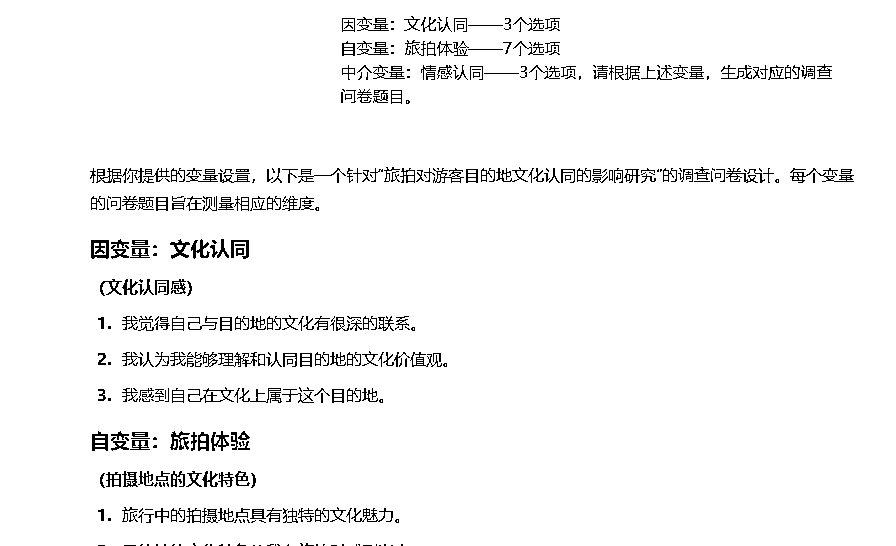 因变量：文化认同——3个选项
自变量：旅拍体验——7个选项
中介变量：情感认同——3个选项，请根据上述变量，生成对应的调查
问卷题目。
根据你提供的变量设置，以下是一个针对“旅拍对游客目的地文化认同的影响研究”的调查问卷设计。每个变量
的问卷题目旨在测量相应的维度。
因变量：文化认同
（文化认同感）
1. 我觉得自己与目的地的文化有很深的联系。
2. 我认为我能够理解和认同目的地的文化价值观。
3. 我感到自己在文化上属于这个目的地。
自变量：旅拍体验
（拍摄地点的文化特色）
1. 旅行中的拍摄地点具有独特的文化魅力。